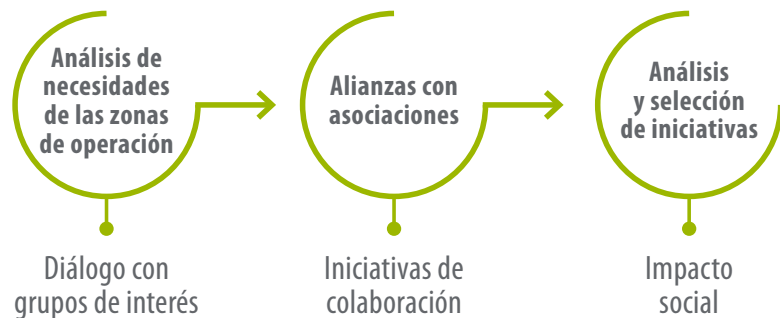 Análisis de
necesidades
de las zonas
de operación
Alianzas con
asociaciones
Análisis
y selección
de iniciativas
Diálogo con
grupos de interés
Iniciativas de
colaboración
Impacto
social